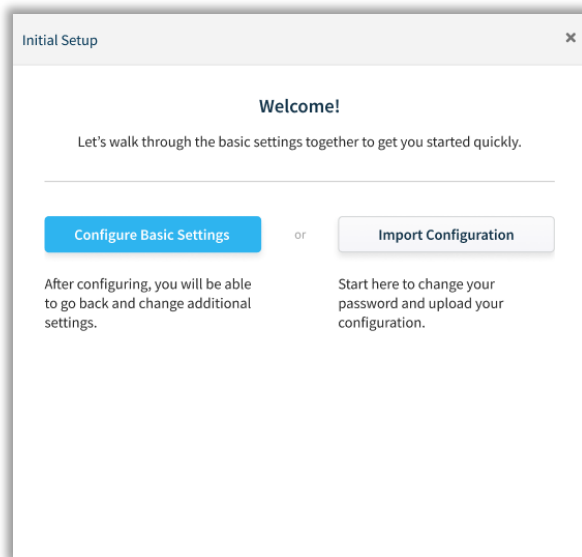 Initial Setup
Welcome!
Let's walk through the basic settings together to get you started quickly.
Configure Basic Settings
or
Import Configuration
After configuring, you will be able
to go back and change additional
settings.
Start here to change your
password and upload your
configuration.